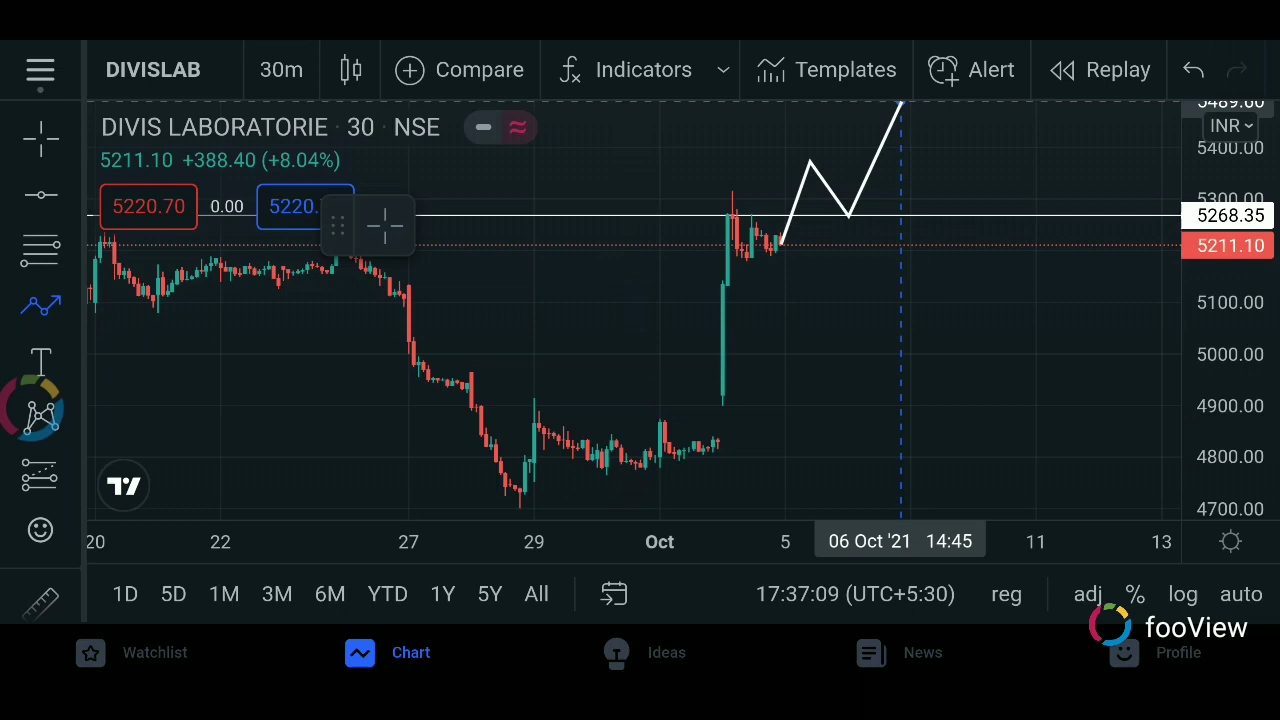 DIVISLAB 30m Compare Indicators Templates Alert Replay
DIVIS LABORATORIE · 30 · NSE
5211.10 +388.40 (+8.04%)
5220.70 0.00 5220.
5489.60
INR
5400.00
5300.00
5268.35
5211.10
5100.00
5000.00
4900.00
4800.00
4700.00
20 22 27 29 Oct 5 06 Oct '21 14:45 11 13
1D 5D 1M 3M 6M YTD 1Y 5Y All 17:37:09 (UTC+5:30) reg adj % log auto
fooView
Watchlist Chart Ideas News Profile